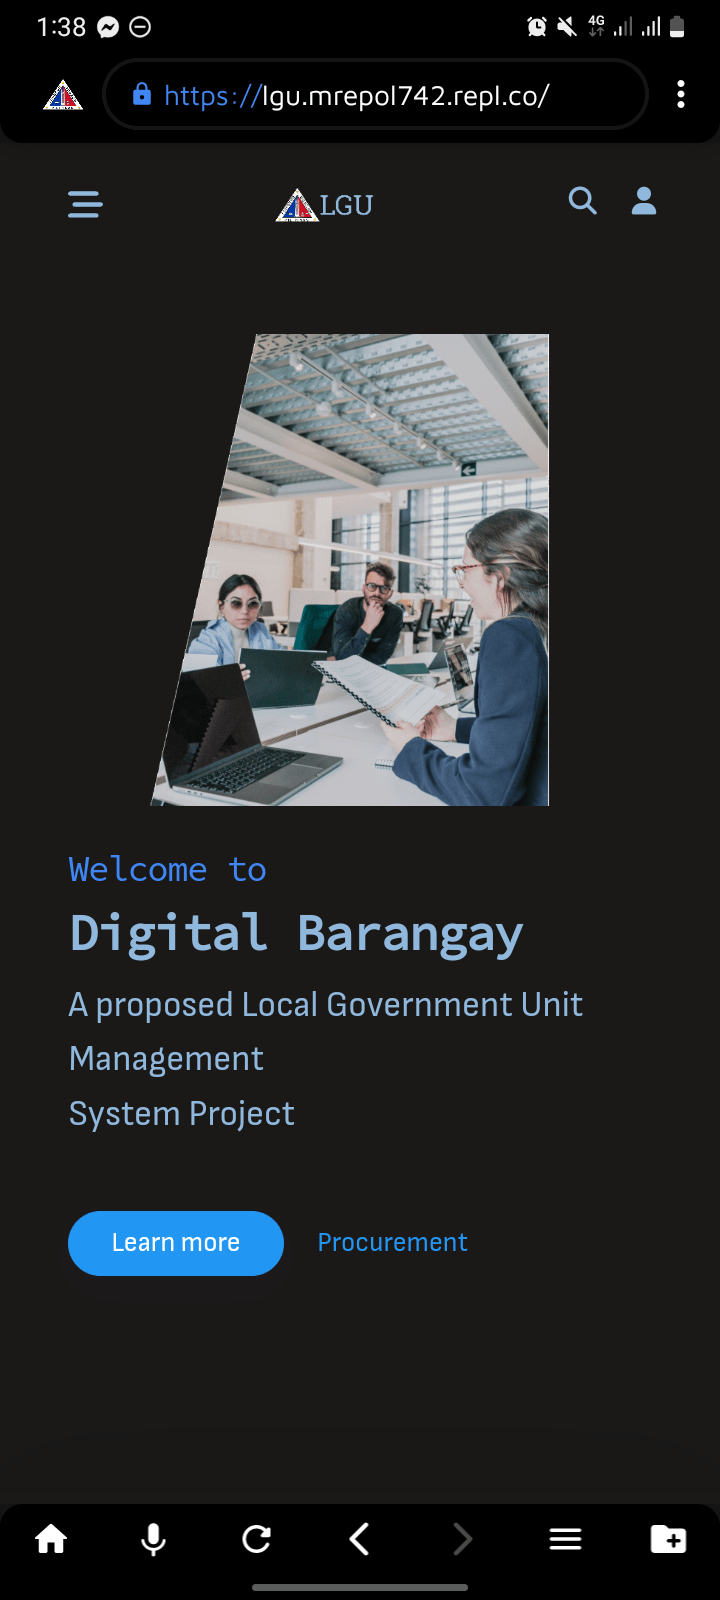 1:38
4G
https://lgu.mrepol742.repl.co/
LGU
Welcome to
Digital Barangay
A proposed Local Government Unit
Management
System Project
Learn more
Procurement